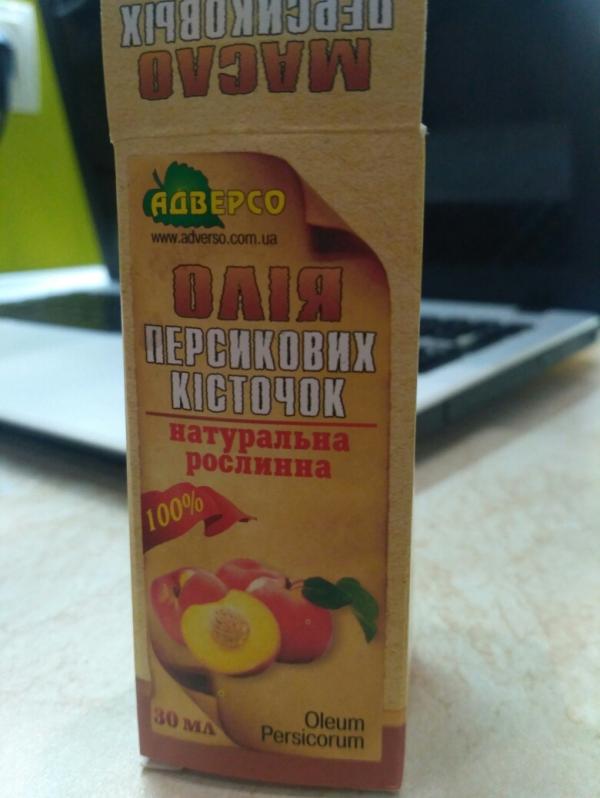 МАСЛО
ПЕРСИКОВЫХ
АДВЕРСО
www.adverso.com.ua
ОЛІЯ
ПЕРСИКОВИХ
КІСТОЧОК
натуральна
рослинна
100%
30 мл
Oleum
Persicorum